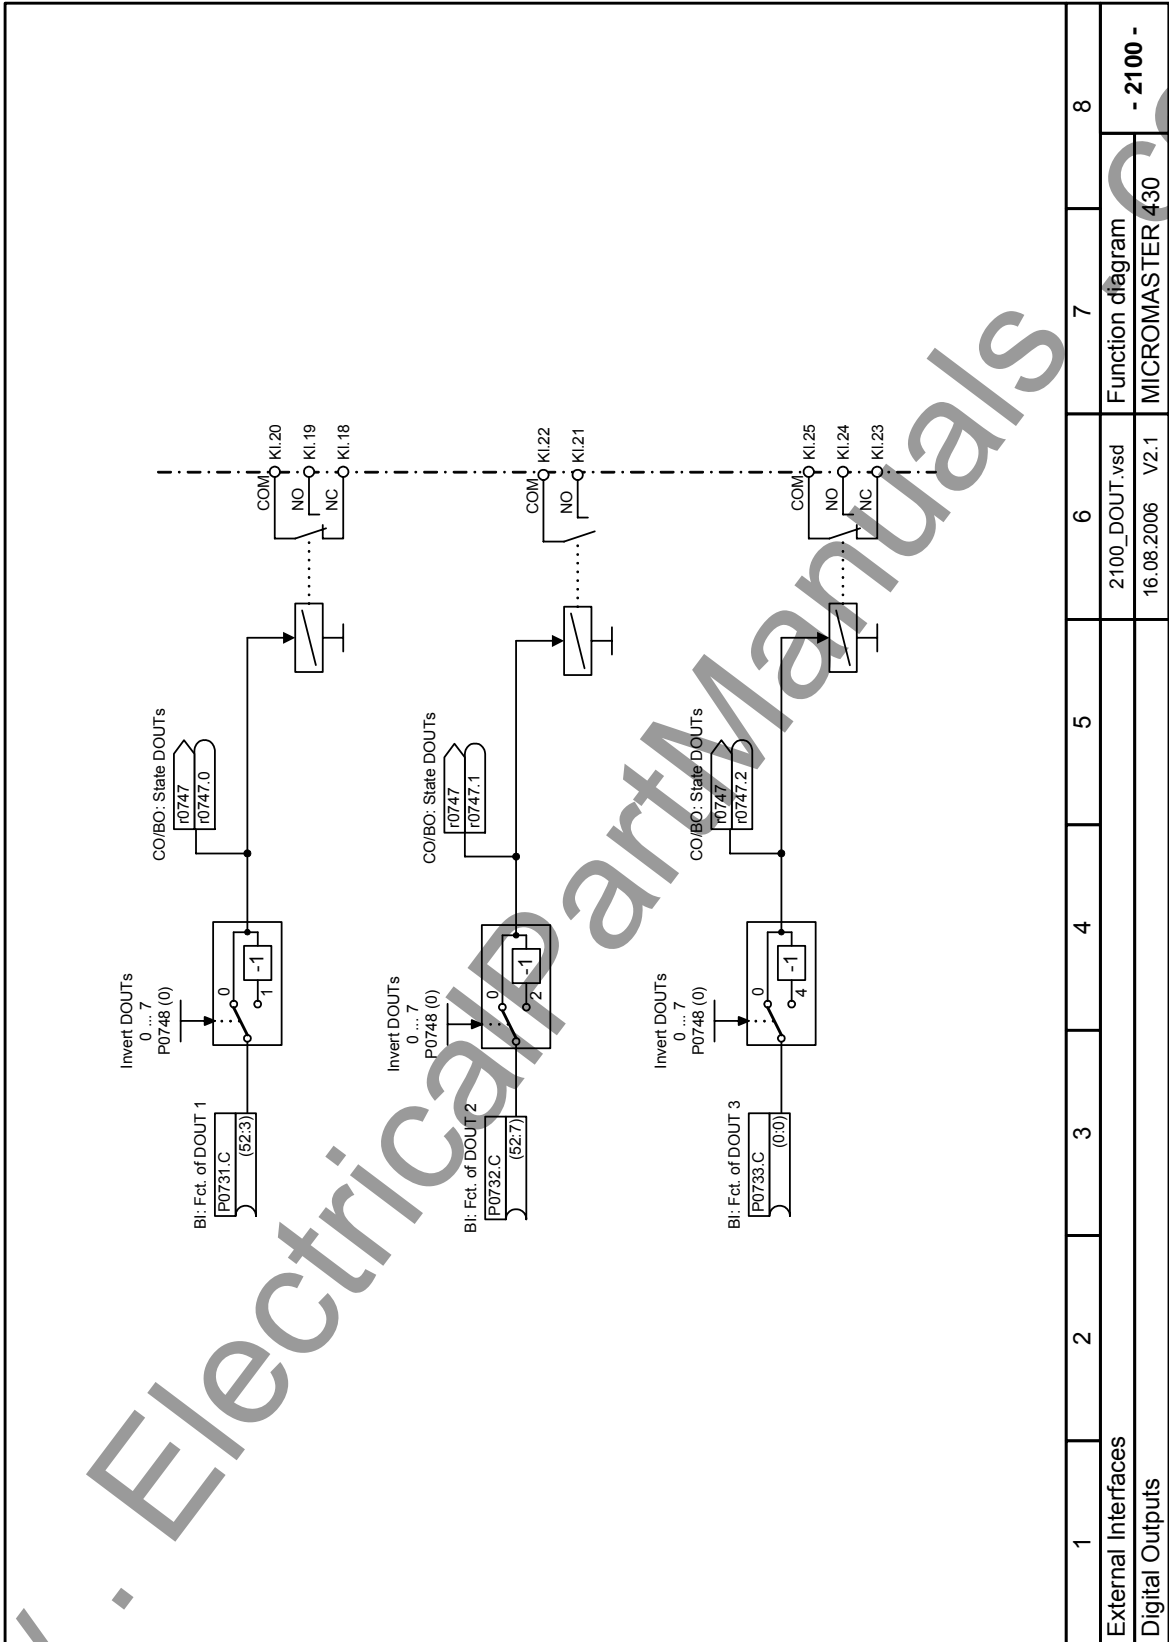 BI: Fct. of DOUT 1
P0731.C
(52:3)
Invert DOUTs
0 ... 7
P0748 (0)
0
1
-1
CO/BO: State DOUTs
r0747
r0747.0
COM
Kl.20
NO
Kl.19
NC
Kl.18
BI: Fct. of DOUT 2
P0732.C
(52:7)
Invert DOUTs
0 ... 7
P0748 (0)
0
2
-1
CO/BO: State DOUTs
r0747
r0747.1
COM
Kl.22
NO
Kl.21
BI: Fct. of DOUT 3
P0733.C
(0:0)
Invert DOUTs
0 ... 7
P0748 (0)
0
4
-1
CO/BO: State DOUTs
r0747
r0747.2
COM
Kl.25
NO
Kl.24
NC
Kl.23
1 2 3 4 5 6 7 8
External Interfaces
2100_DOUT.vsd
Function diagram
- 2100 -
Digital Outputs
16.08.2006 V2.1
MICROMASTER 430
. ElectricalPartManuals .